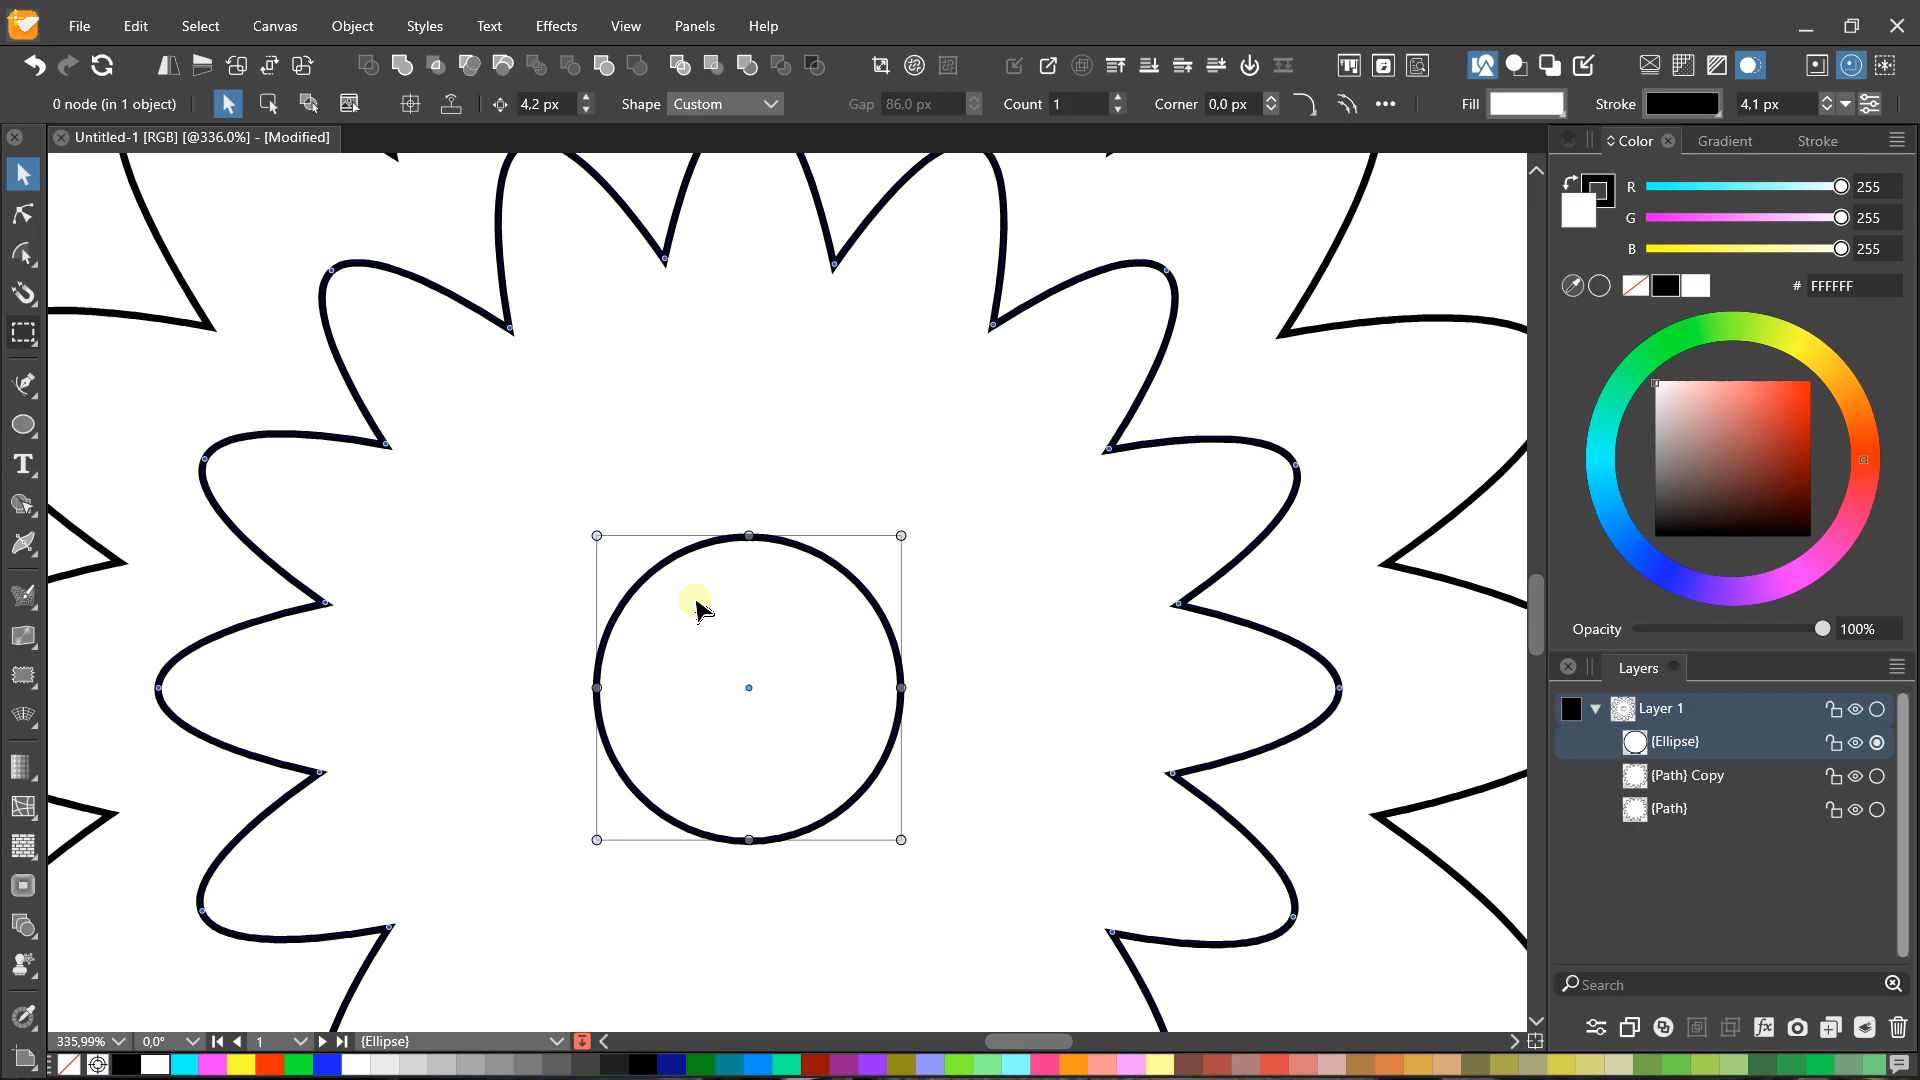 File Edit Select Canvas Object Styles Text Effects View Panels Help
0 node (in 1 object) 4,2 px Shape Custom Gap 86.0 px Count 1 Corner 0,0 px Fill Stroke 4,1 px
Untitled-1 [RGB] [@336.0%] - [Modified]
Color Gradient Stroke
R 255
G 255
B 255
# FFFFFF
Opacity 100%
Layers
Layer 1
{Ellipse}
{Path} Copy
{Path}
Search
335,99% 0,0° 1 {Ellipse}